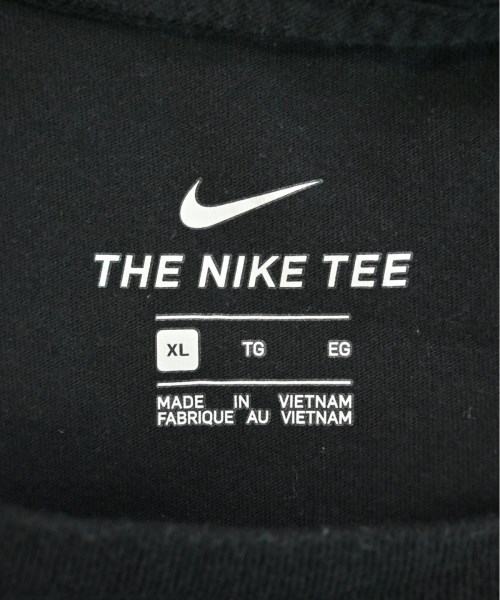 THE NIKE TEE
XL TG EG
MADE IN VIETNAM
FABRIQUE AU VIETNAM